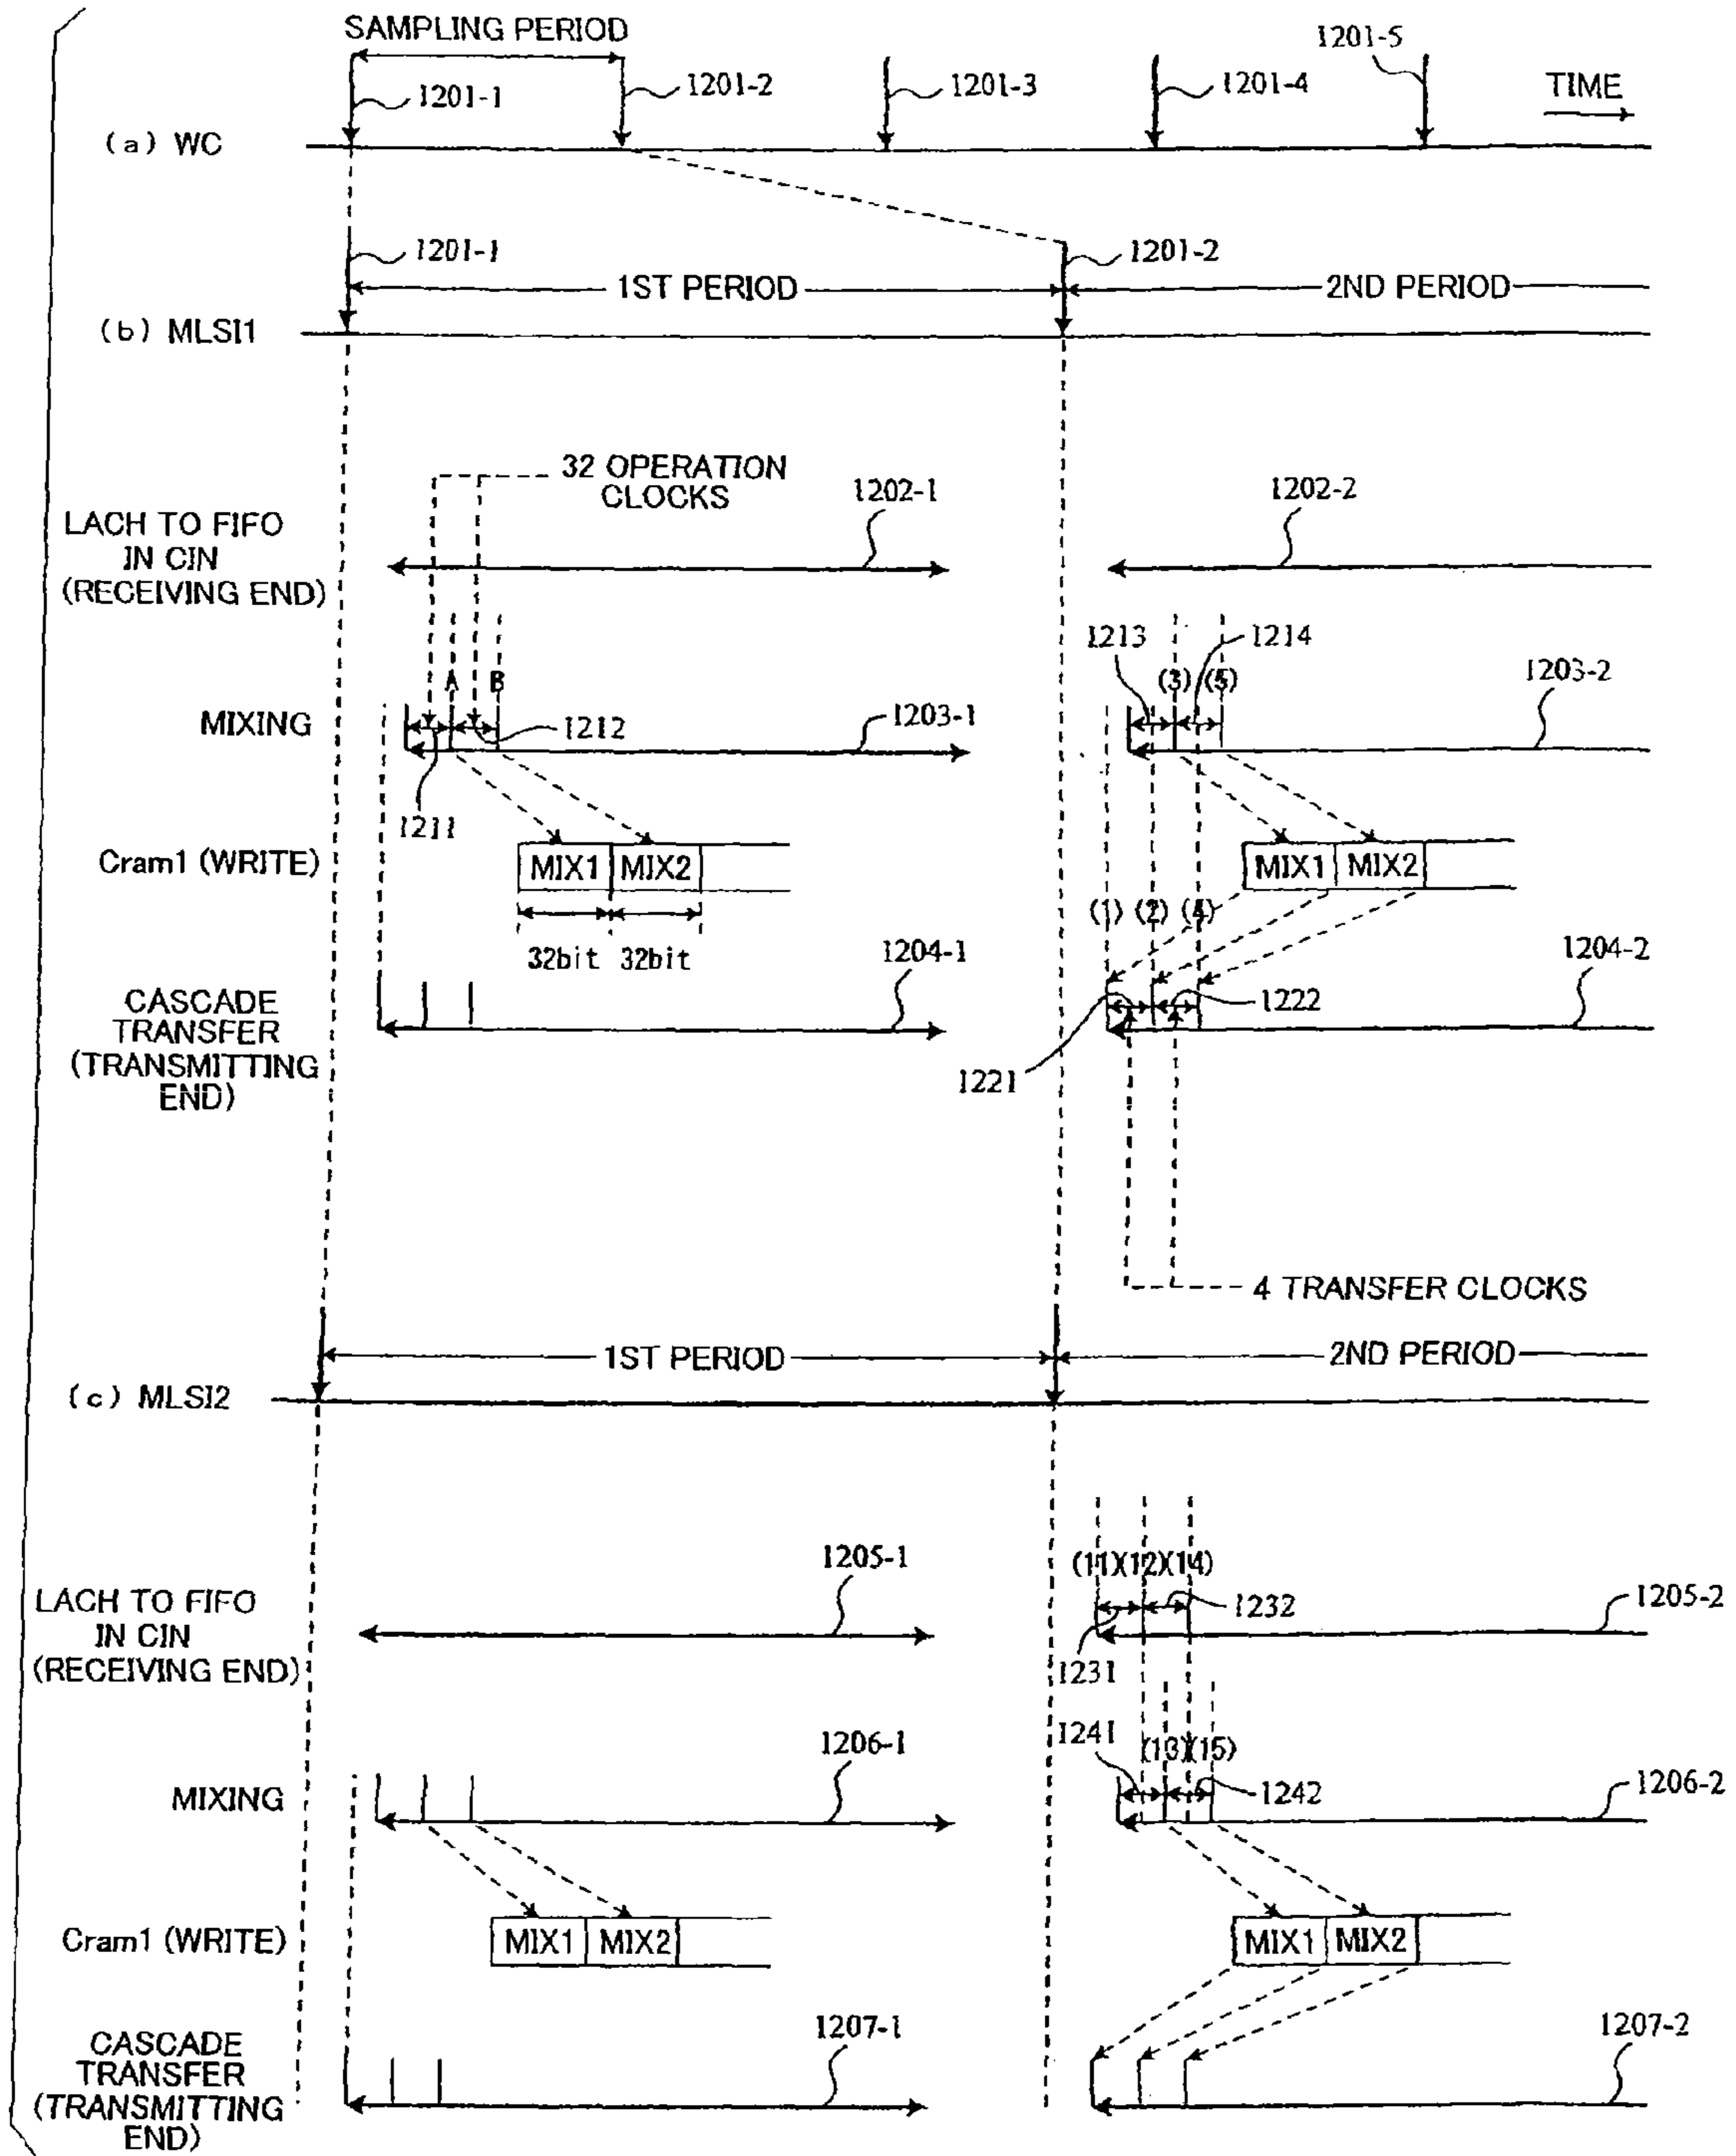 SAMPLING PERIOD
1201-1
1201-2
1201-3
1201-4
1201-5
TIME
(a) WC
1201-1
1201-2
1ST PERIOD
2ND PERIOD
(b) MLSI1
32 OPERATION
CLOCKS
1202-1
1202-2
LACH TO FIFO
IN CIN
(RECEIVING END)
1213
1214
A
B
(3)
(5)
1203-2
MIXING
1212
1203-1
1211
Cram1 (WRITE)
MIX1
MIX2
MIX1
MIX2
(1)
(2)
(4)
32bit
32bit
1204-1
1204-2
CASCADE
TRANSFER
(TRANSMITTING
END)
1222
1221
4 TRANSFER CLOCKS
1ST PERIOD
2ND PERIOD
(c) MLSI2
1205-1
(11)(12)(14)
1205-2
LACH TO FIFO
IN CIN
(RECEIVING END)
1232
1231
1206-1
1241
(13)(15)
1206-2
MIXING
1242
Cram1 (WRITE)
MIX1
MIX2
MIX1
MIX2
1207-1
1207-2
CASCADE
TRANSFER
(TRANSMITTING
END)